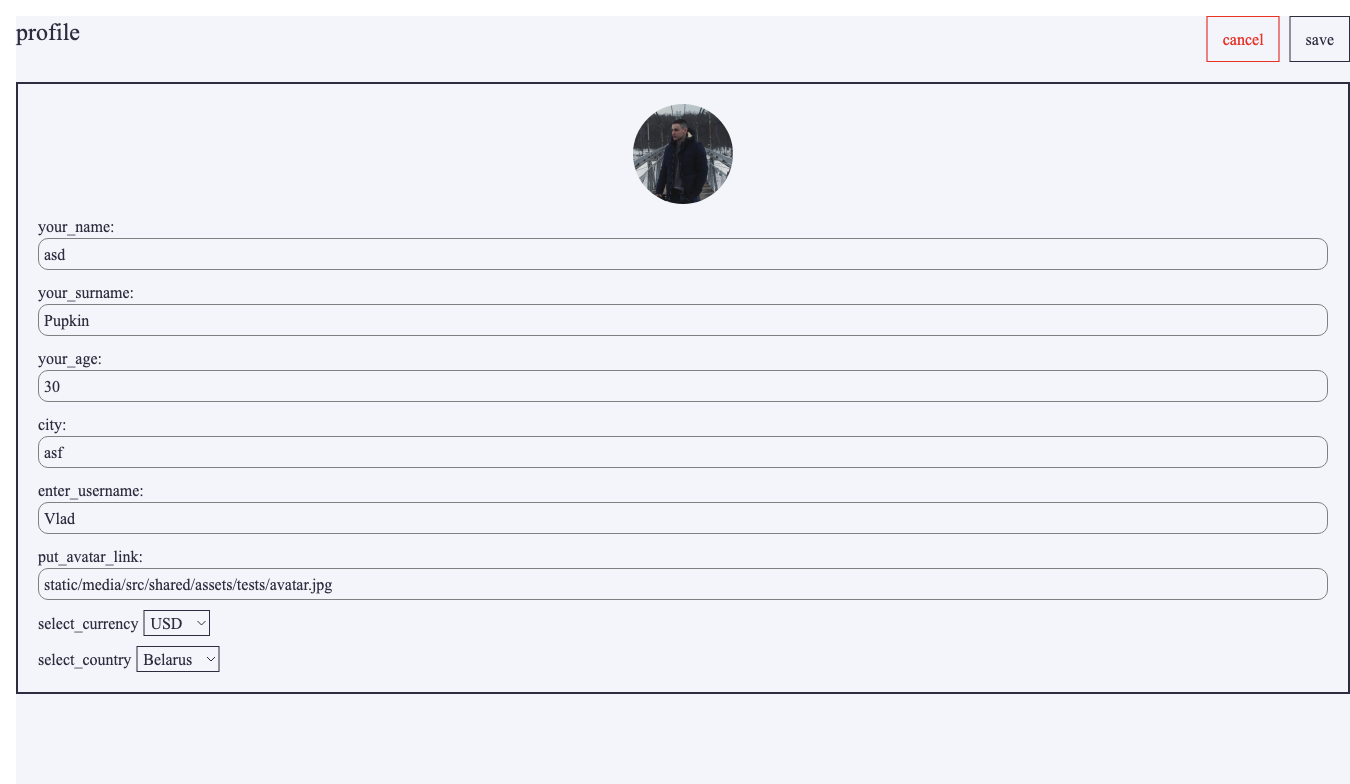 profile
cancel
save
your_name:
asd
your_surname:
Pupkin
your_age:
30
city:
asf
enter_username:
Vlad
put_avatar_link:
static/media/src/shared/assets/tests/avatar.jpg
select_currency USD
select_country Belarus